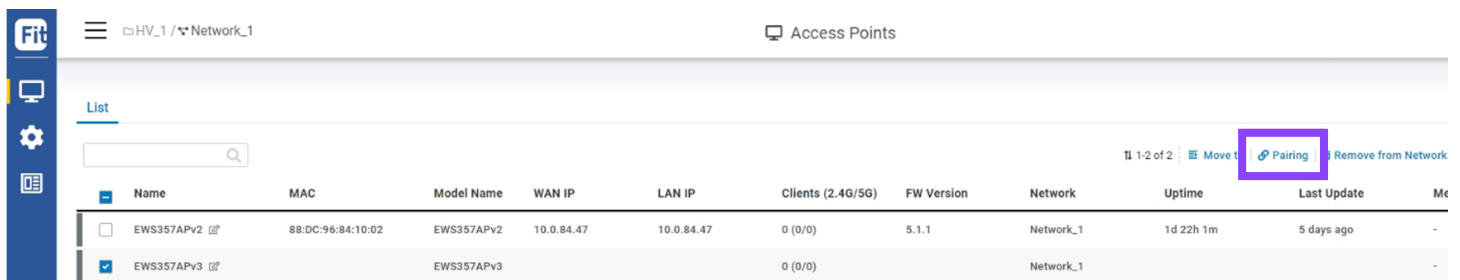 Fit
HV_1 / Network_1
Access Points
List
1-2 of 2 Move t Pairing Remove from Network
Name MAC Model Name WAN IP LAN IP Clients (2.4G/5G) FW Version Network Uptime Last Update Me
EWS357APv2 88:DC:96:84:10:02 EWS357APv2 10.0.84.47 10.0.84.47 0 (0/0) 5.1.1 Network_1 1d 22h 1m 5 days ago -
EWS357APv3 EWS357APv3 0 (0/0) Network_1 -